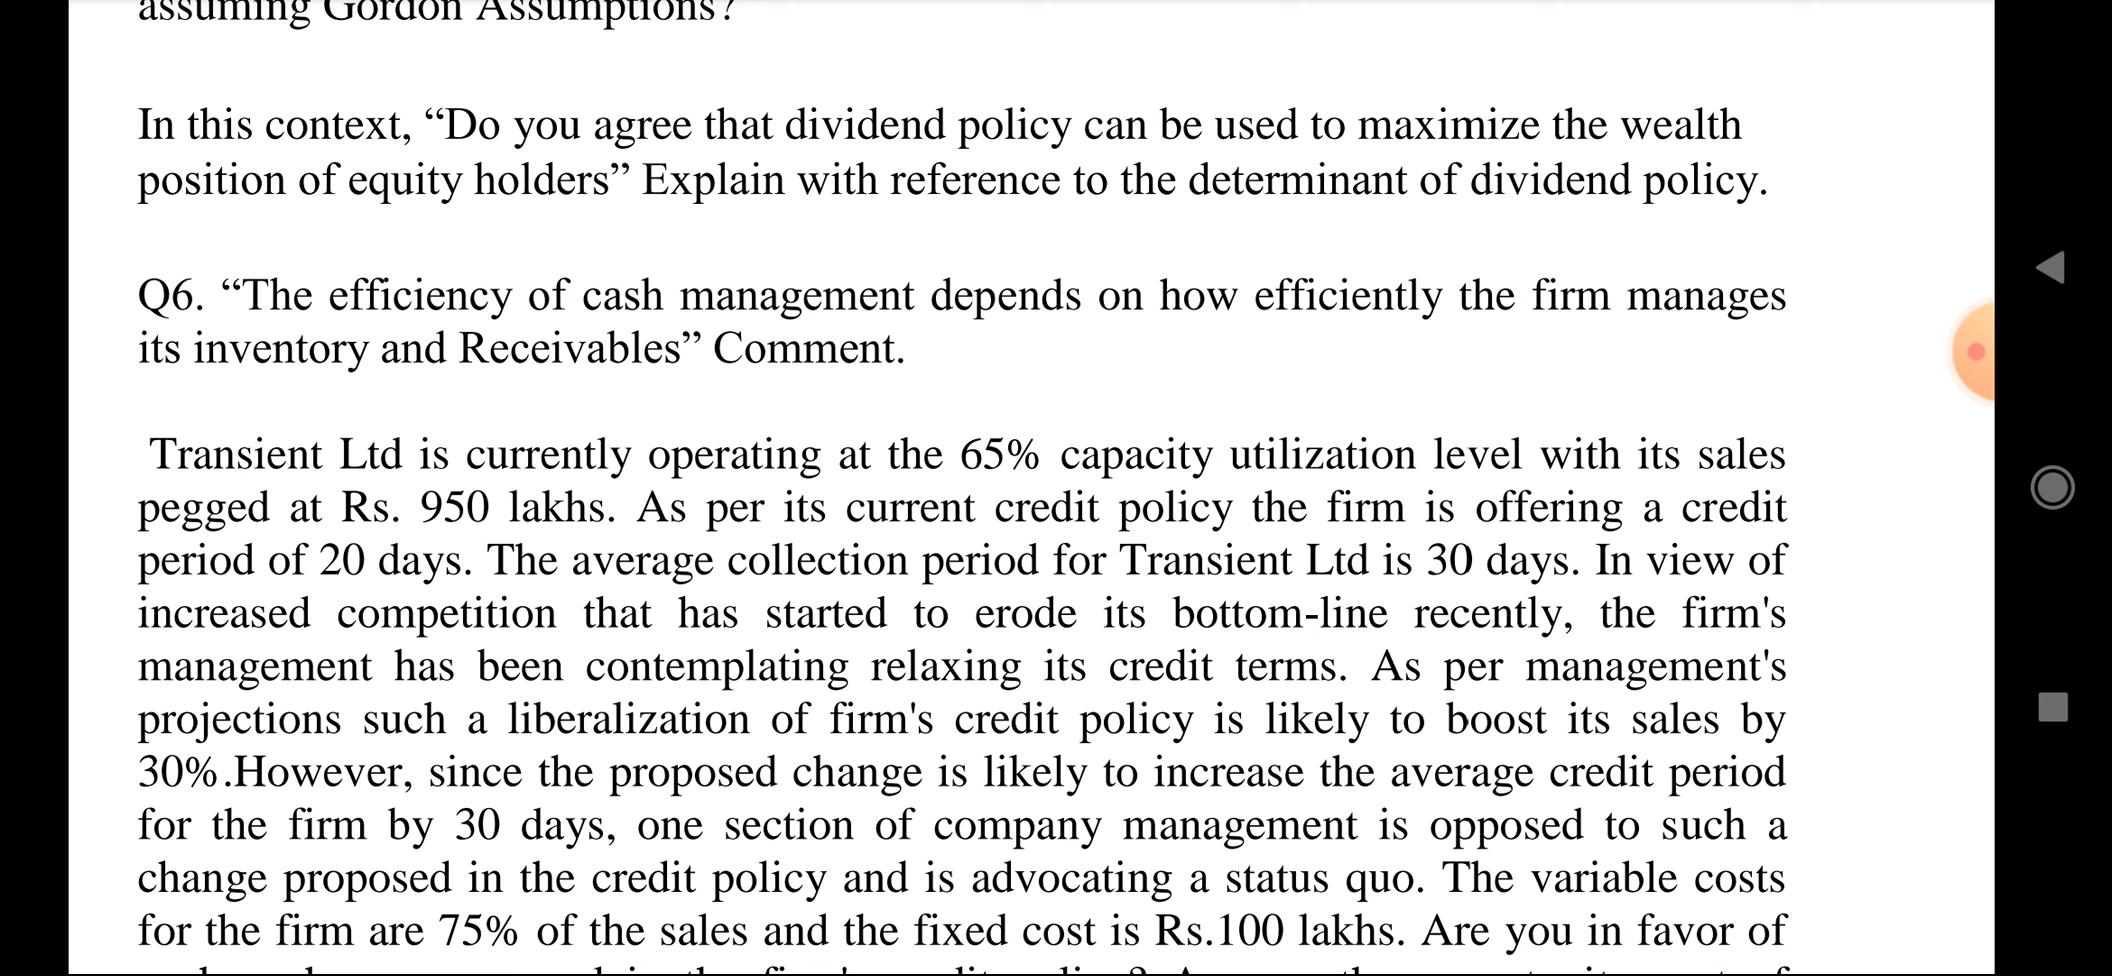 assuming Gordon Assumptions?
In this context, “Do you agree that dividend policy can be used to maximize the wealth
position of equity holders” Explain with reference to the determinant of dividend policy.
Q6. “The efficiency of cash management depends on how efficiently the firm manages
its inventory and Receivables” Comment.
Transient Ltd is currently operating at the 65% capacity utilization level with its sales
pegged at Rs. 950 lakhs. As per its current credit policy the firm is offering a credit
period of 20 days. The average collection period for Transient Ltd is 30 days. In view of
increased competition that has started to erode its bottom-line recently, the firm's
management has been contemplating relaxing its credit terms. As per management's
projections such a liberalization of firm's credit policy is likely to boost its sales by
30%.However, since the proposed change is likely to increase the average credit period
for the firm by 30 days, one section of company management is opposed to such a
change proposed in the credit policy and is advocating a status quo. The variable costs
for the firm are 75% of the sales and the fixed cost is Rs.100 lakhs. Are you in favor of